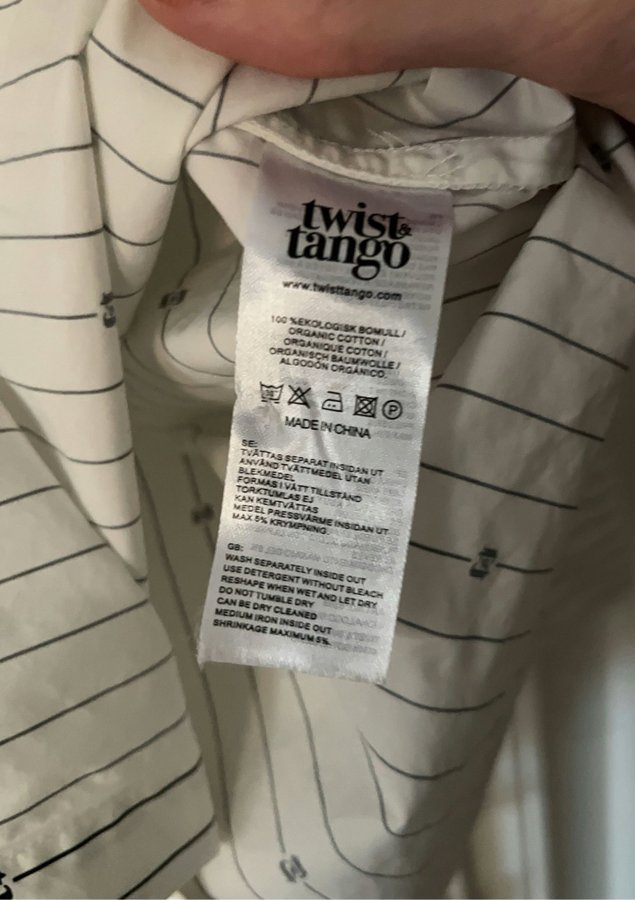 twist &
tango
www.twisttango.com
100 %EKOLOGISK BOMULL/
ORGANIC COTTON/
ORGANIQUE COTON/
ORGANISCH BAUMWOLLE/
ALGODÓN ORGÁNICO.
MADE IN CHINA
SE:
TVÄTTAS SEPARAT INSIDAN UT
ANVÄND TVÄTTMEDEL UTAN
BLEKMEDEL
FORMAS I VÅTT TILLSTÅND
TORKTUMLAS EJ
KAN KEMTVÄTTAS
MEDEL PRESSVÄRME INSIDAN UT
MAX 5% KRYMPNING.
GB:
WASH SEPARATELY INSIDE OUT
USE DETERGENT WITHOUT BLEACH
RESHAPE WHEN WET AND LET DRY
DO NOT TUMBLE DRY
CAN BE DRY CLEANED
MEDIUM IRON INSIDE OUT
SHRINKAGE MAXIMUM 5%.